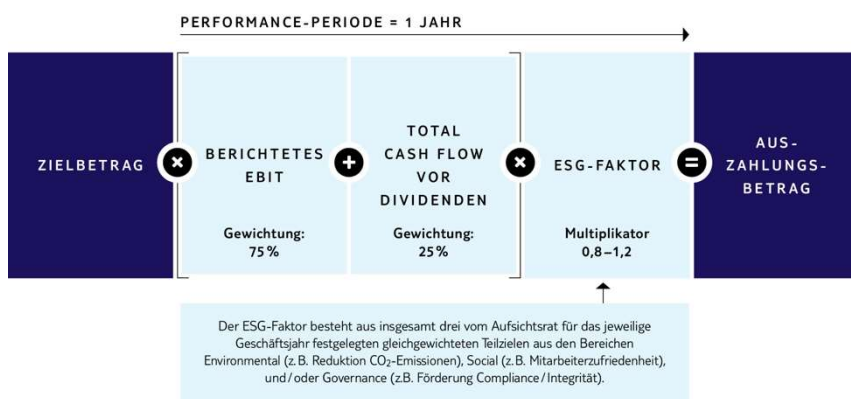 PERFORMANCE-PERIODE = 1 JAHR
ZIELBETRAG
×
BERICHTETES
EBIT
Gewichtung:
75 %
+
TOTAL
CASH FLOW
VOR
DIVIDENDEN
Gewichtung:
25 %
×
ESG-FAKTOR
Multiplikator
0,8–1,2
=
AUS-
ZAHLUNGS-
BETRAG
Der ESG-Faktor besteht aus insgesamt drei vom Aufsichtsrat für das jeweilige
Geschäftsjahr festgelegten gleichgewichteten Teilzielen aus den Bereichen
Environmental (z. B. Reduktion CO₂-Emissionen), Social (z. B. Mitarbeiterzufriedenheit),
und / oder Governance (z.B. Förderung Compliance / Integrität).